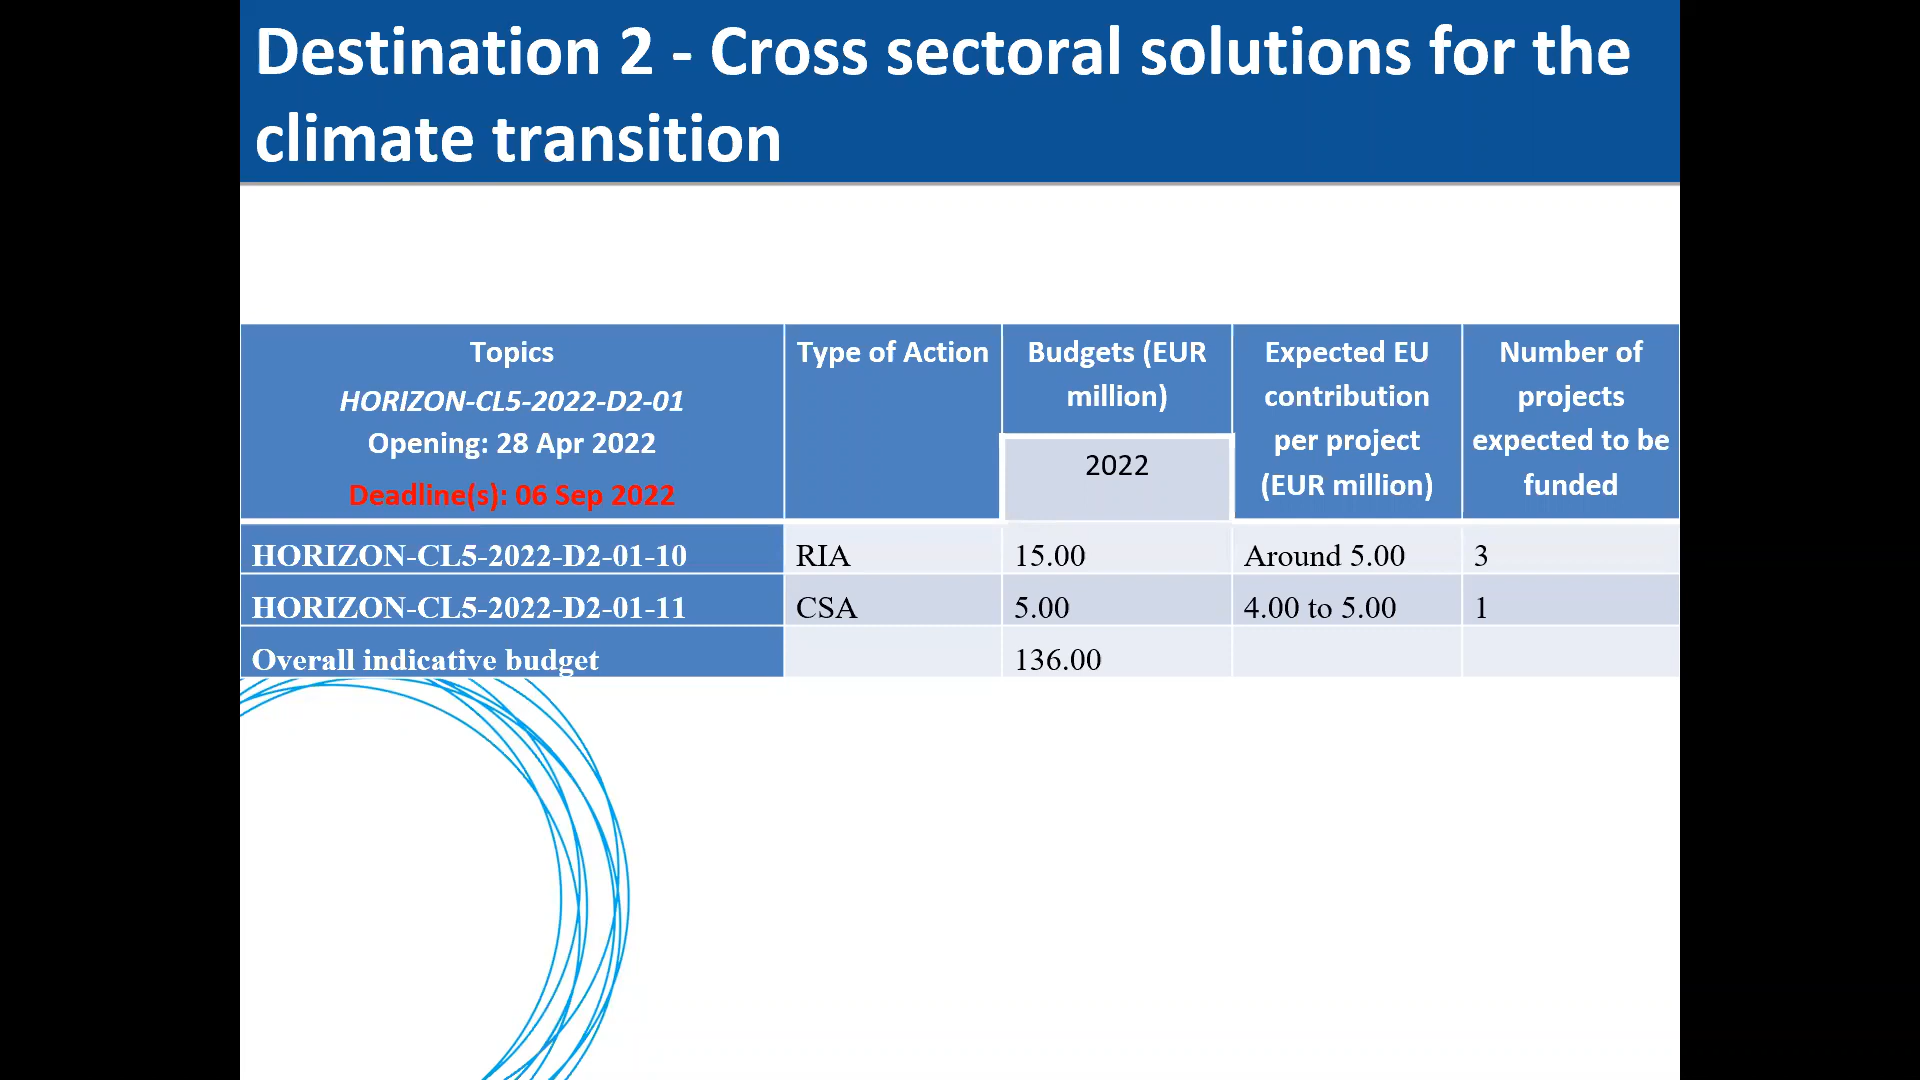 Destination 2 - Cross sectoral solutions for the
climate transition
Topics
HORIZON-CL5-2022-D2-01
Opening: 28 Apr 2022
Deadline(s): 06 Sep 2022
Type of Action
Budgets (EUR
million)
2022
Expected EU
contribution
per project
(EUR million)
Number of
projects
expected to be
funded
HORIZON-CL5-2022-D2-01-10 RIA 15.00 Around 5.00 3
HORIZON-CL5-2022-D2-01-11 CSA 5.00 4.00 to 5.00 1
Overall indicative budget 136.00